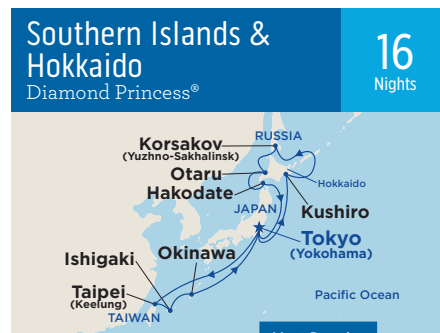 Southern Islands &
Hokkaido
Diamond Princess®
16
Nights
Korsakov
(Yuzhno-Sakhalinsk)
RUSSIA
Otaru
Hokkaido
Hakodate
JAPAN
Kushiro
Tokyo
(Yokohama)
Ishigaki
Okinawa
Taipei
(Keelung)
Pacific Ocean
TAIWAN